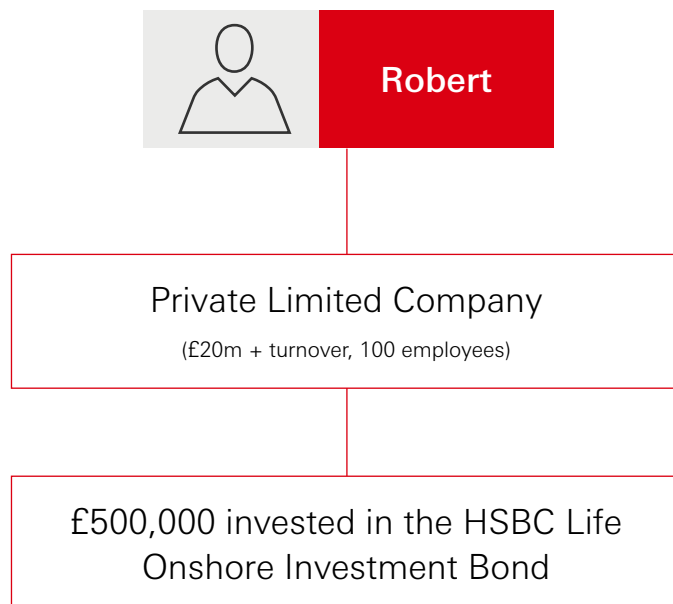 Robert
Private Limited Company
(£20m + turnover, 100 employees)
£500,000 invested in the HSBC Life
Onshore Investment Bond